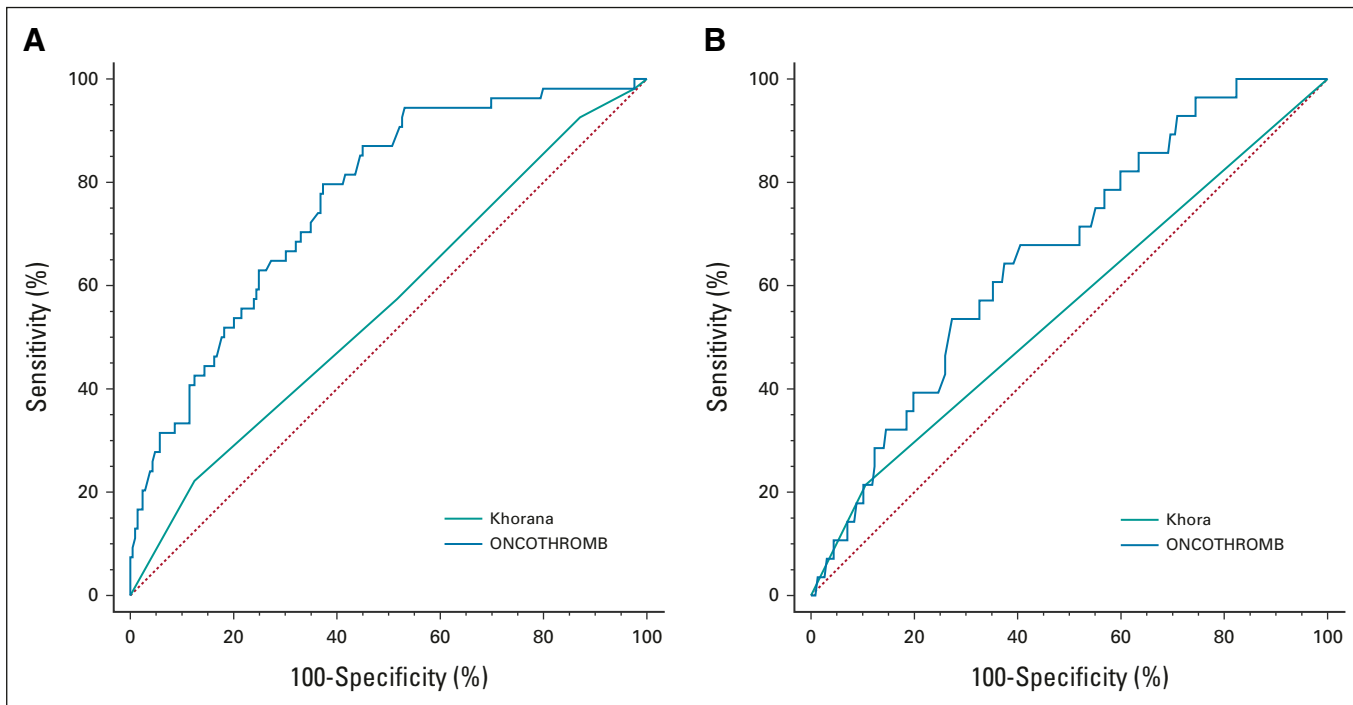 A
B
100
80
60
40
20
0
Sensitivity (%)
Khorana
ONCOTHROMB
0 20 40 60 80 100
100-Specificity (%)
100
80
60
40
20
0
Sensitivity (%)
Khora
ONCOTHROMB
0 20 40 60 80 100
100-Specificity (%)